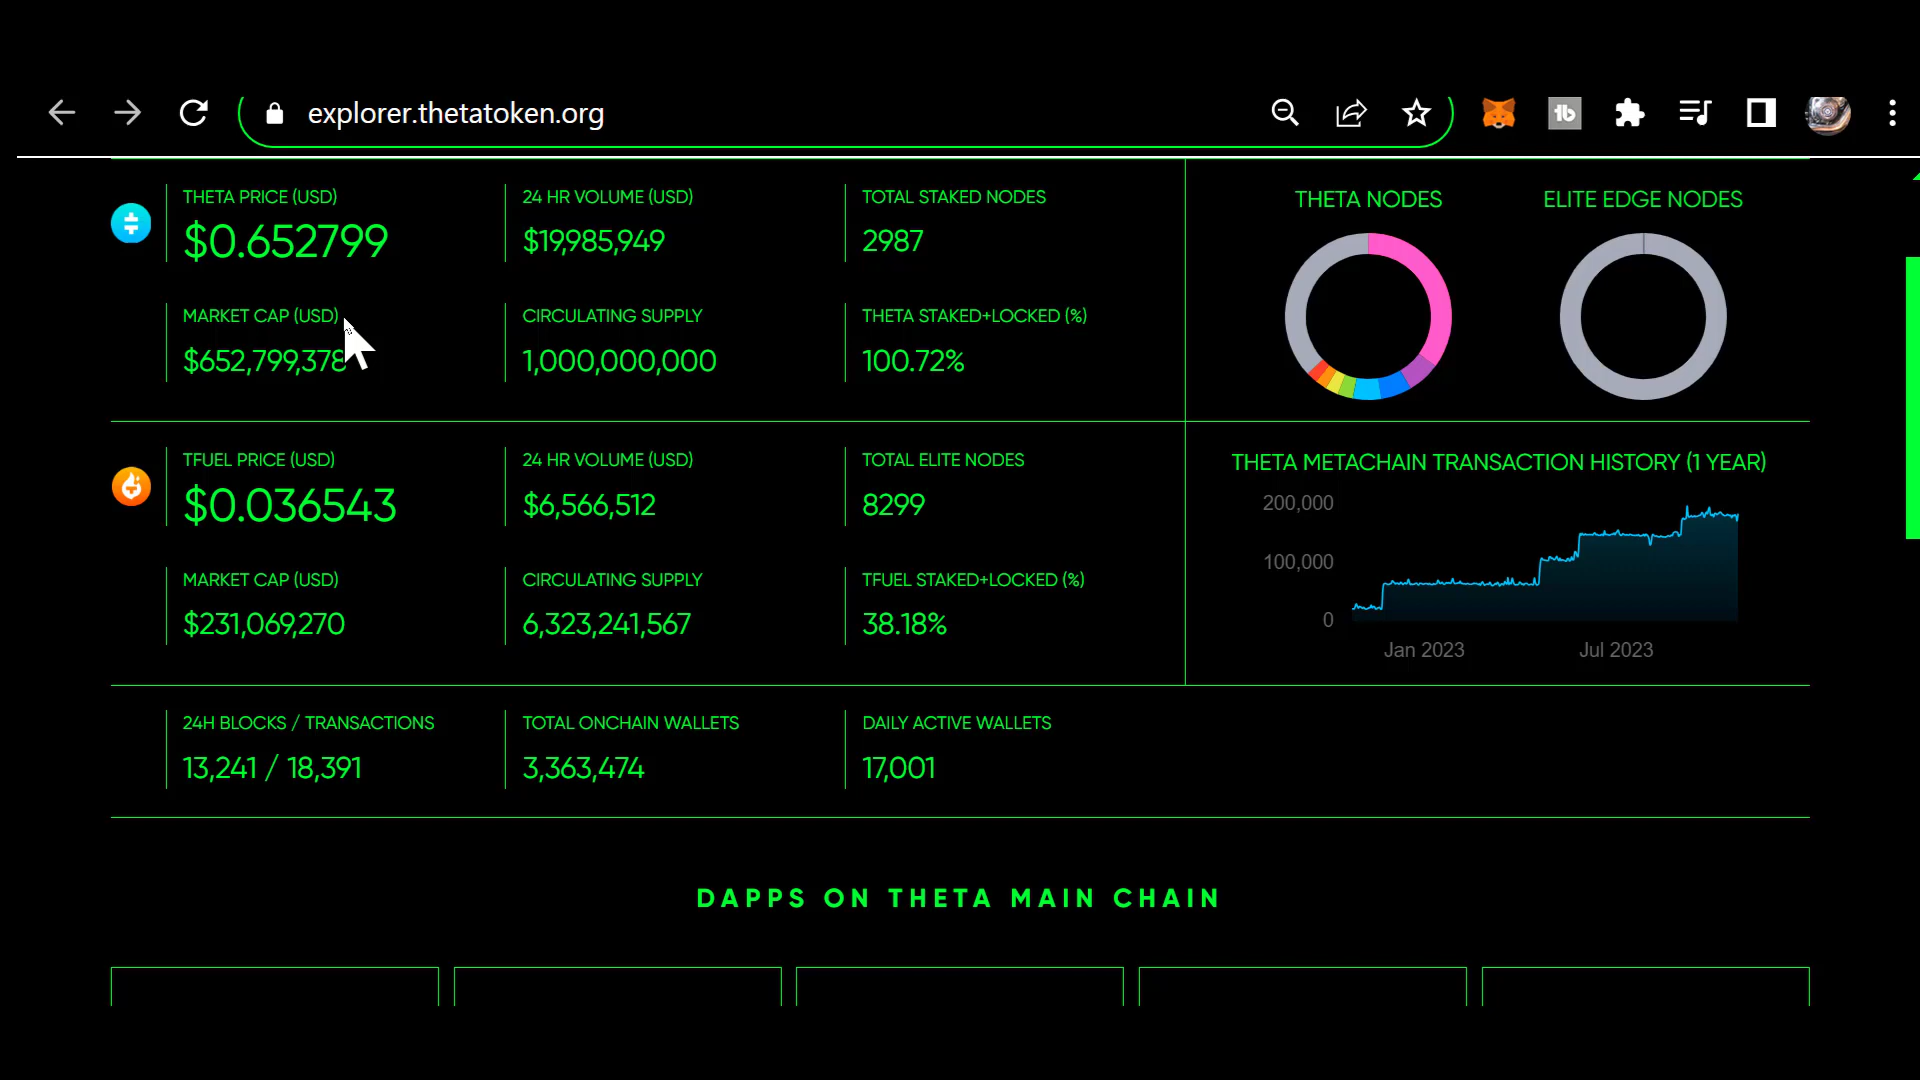 explorer.thetatoken.org
THETA PRICE (USD)
$0.652799
24 HR VOLUME (USD)
$19,985,949
TOTAL STAKED NODES
2987
MARKET CAP (USD)
$652,799,378
CIRCULATING SUPPLY
1,000,000,000
THETA STAKED+LOCKED (%)
100.72%
THETA NODES
ELITE EDGE NODES
TFUEL PRICE (USD)
$0.036543
24 HR VOLUME (USD)
$6,566,512
TOTAL ELITE NODES
8299
MARKET CAP (USD)
$231,069,270
CIRCULATING SUPPLY
6,323,241,567
TFUEL STAKED+LOCKED (%)
38.18%
THETA METACHAIN TRANSACTION HISTORY (1 YEAR)
200,000
100,000
0
Jan 2023
Jul 2023
24H BLOCKS / TRANSACTIONS
13,241 / 18,391
TOTAL ONCHAIN WALLETS
3,363,474
DAILY ACTIVE WALLETS
17,001
DAPPS ON THETA MAIN CHAIN